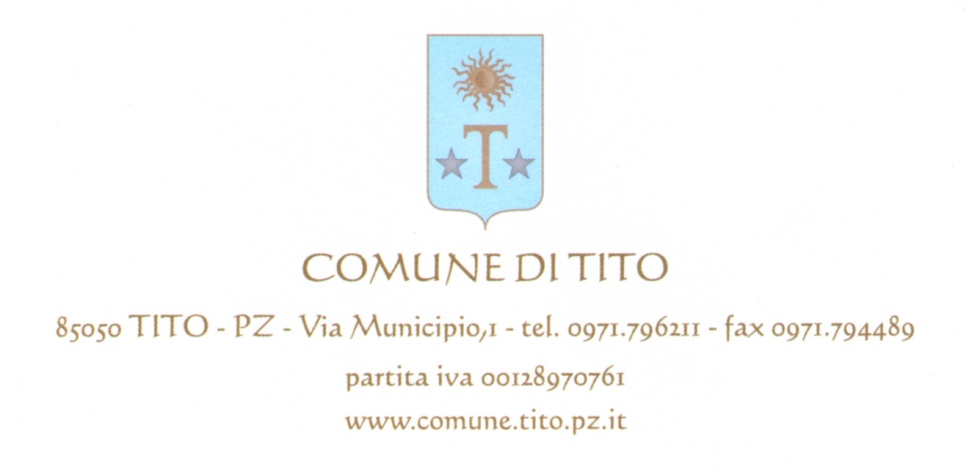 T
COMUNE DI TITO
85050 TITO - PZ - Via Municipio,1 - tel. 0971.796211 - fax 0971.794489
partita iva 00128970761
www.comune.tito.pz.it